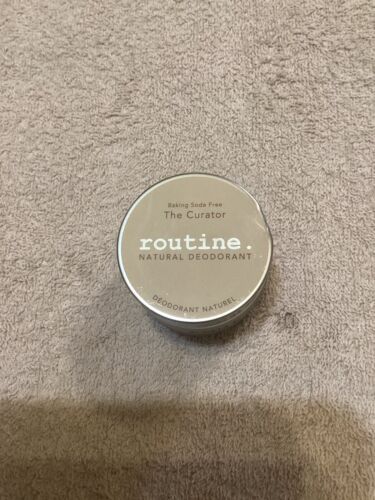 Baking Soda Free
The Curator
routine.
NATURAL DEODORANT
DÉODORANT NATUREL